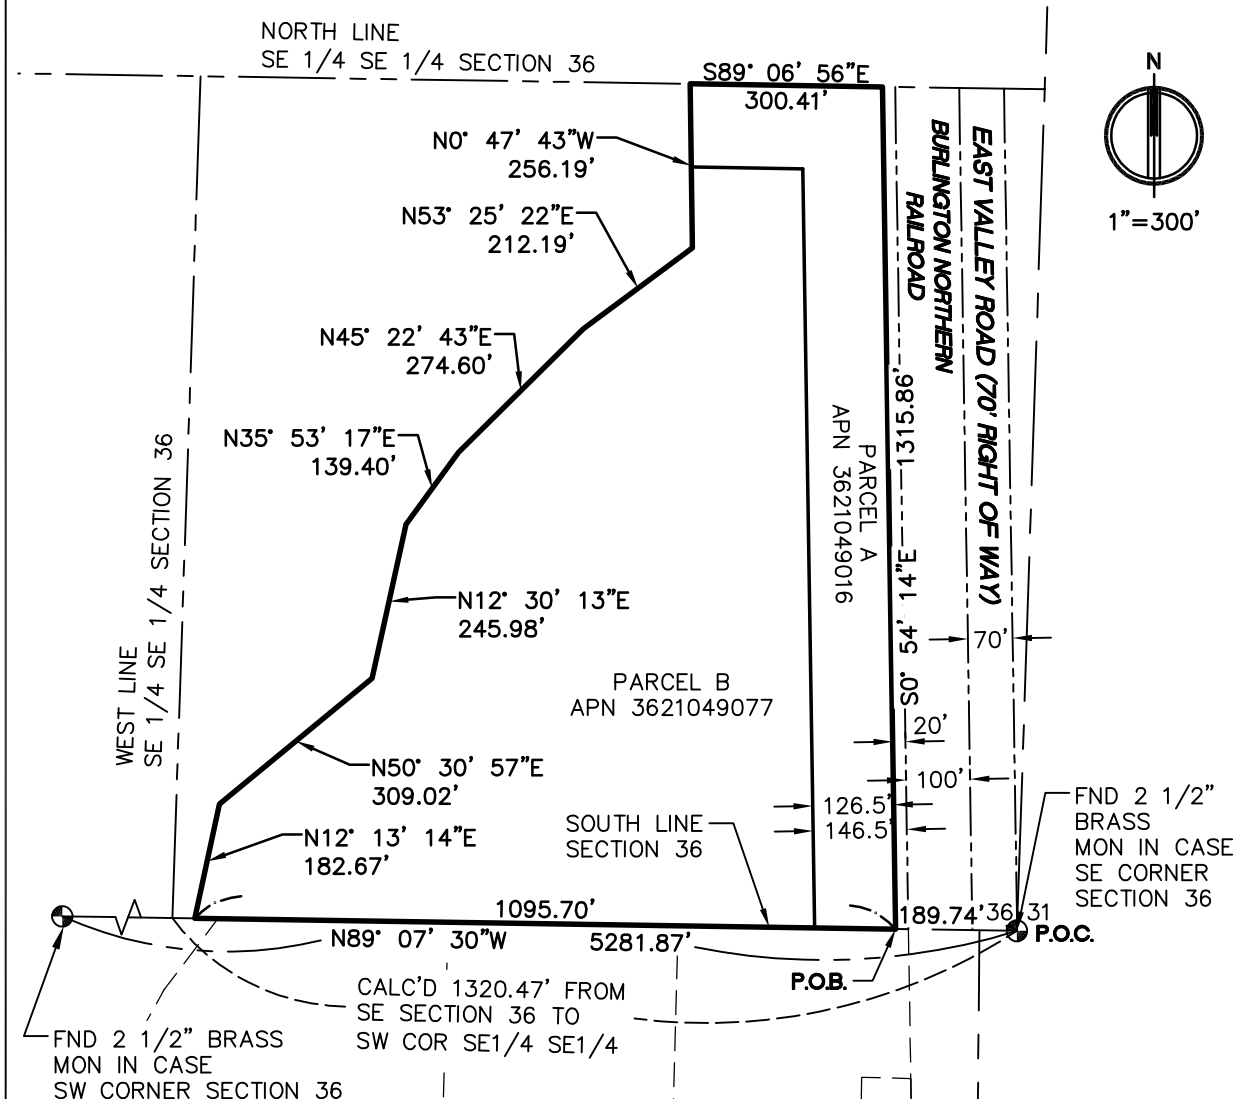 NORTH LINE
SE 1/4 SE 1/4 SECTION 36
S89° 06' 56"E
300.41'
N
1"=300'
N0° 47' 43"W
256.19'
N53° 25' 22"E
212.19'
N45° 22' 43"E
274.60'
N35° 53' 17"E
139.40'
N12° 30' 13"E
245.98'
N50° 30' 57"E
309.02'
N12° 13' 14"E
182.67'
WEST LINE
SE 1/4 SE 1/4 SECTION 36
PARCEL A
APN 3621049016
PARCEL B
APN 3621049077
S0° 54' 14"E 1315.86'
BURLINGTON NORTHERN
RAILROAD
EAST VALLEY ROAD (70' RIGHT OF WAY)
70'
20'
100'
126.5'
146.5'
SOUTH LINE
SECTION 36
FND 2 1/2"
BRASS
MON IN CASE
SE CORNER
SECTION 36
1095.70'
189.74'
36
31
P.O.C.
N89° 07' 30"W
5281.87'
P.O.B.
CALC'D 1320.47' FROM
SE SECTION 36 TO
SW COR SE1/4 SE1/4
FND 2 1/2" BRASS
MON IN CASE
SW CORNER SECTION 36